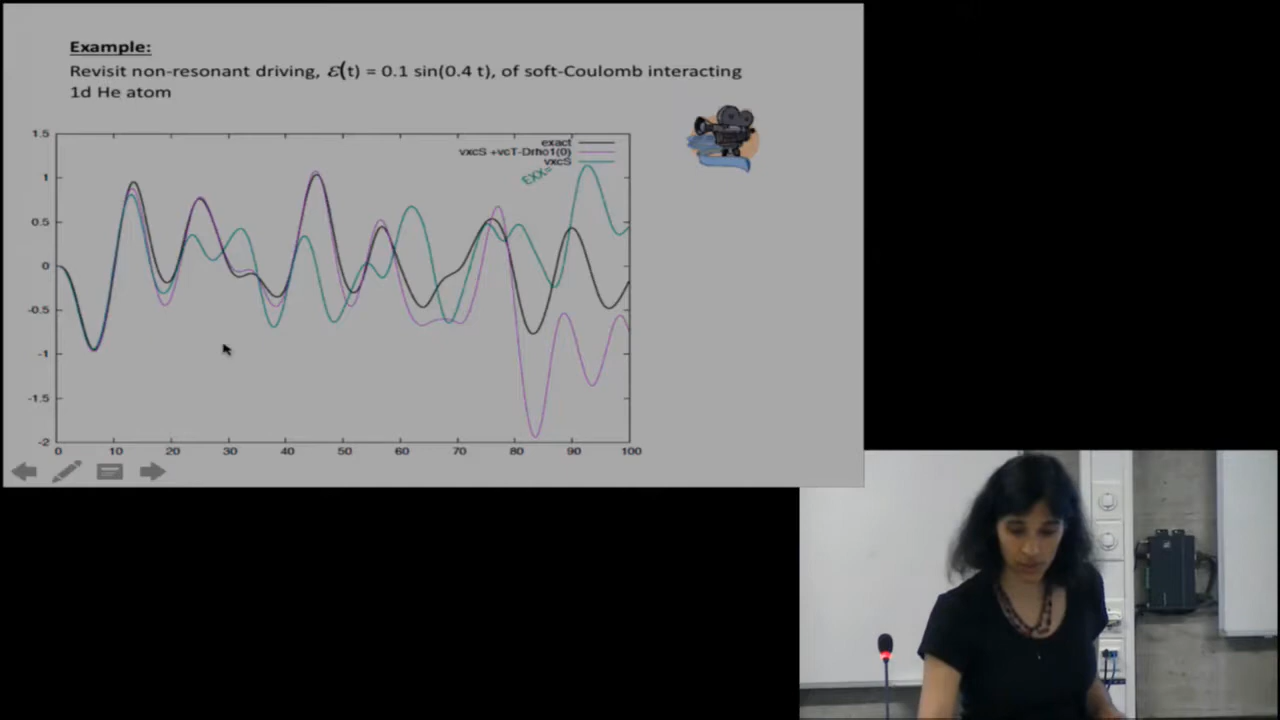 Example:
Revisit non-resonant driving, ℰ(t) = 0.1 sin(0.4 t), of soft-Coulomb interacting
1d He atom
1.5
1
0.5
0
-0.5
-1
-1.5
-2
exact
vxcS +vcT-Drho1(0)
vxcS
EXX=
0 10 20 30 40 50 60 70 80 90 100